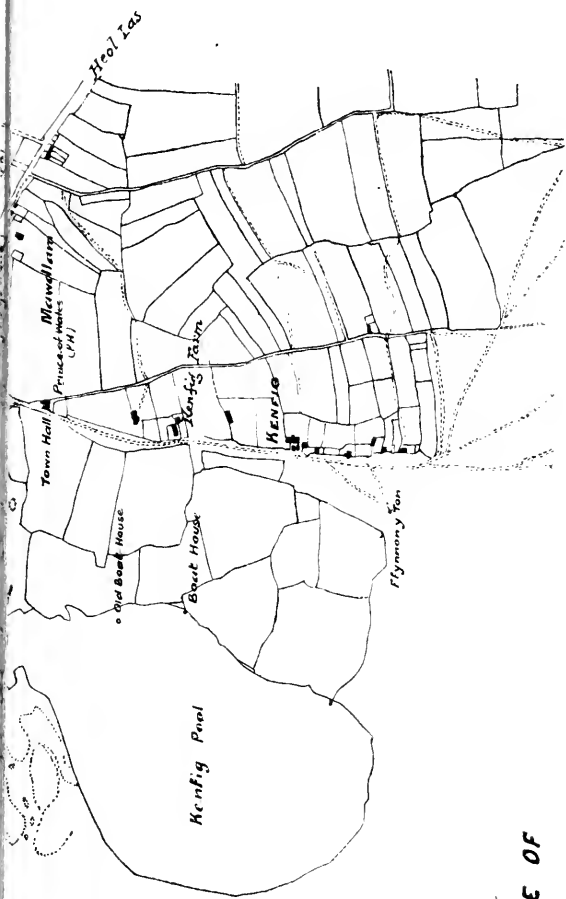 Heol Las
Mawdlam
Prince of Wales
(P.H)
Town Hall
Kenfig Farm
KENFIG
Old Boat House
Boat House
Ffynnon y Ton
Kenfig Pool
E OF